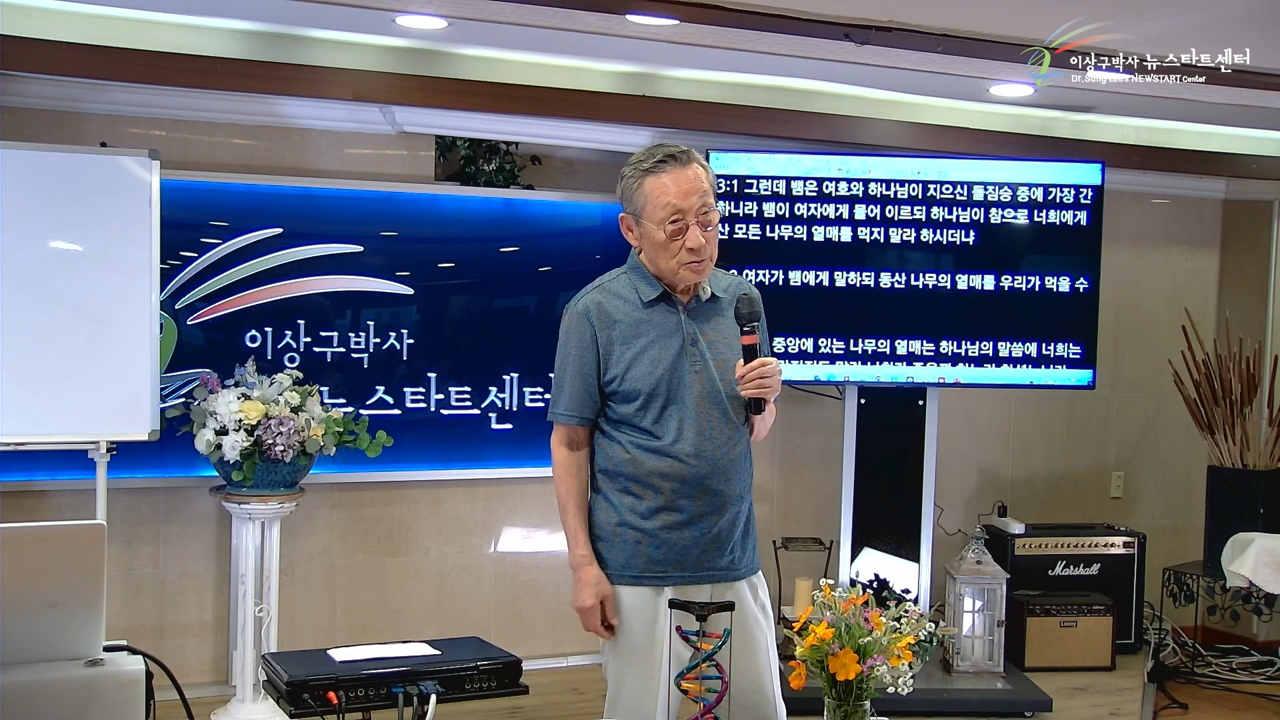 이상구박사 뉴스타트센터
Dr. Sang Lee's NEWSTART Center
3:1 그런데 뱀은 여호와 하나님이 지으신 들짐승 중에 가장 간
하니라 뱀이 여자에게 물어 이르되 하나님이 참으로 너희에게
산 모든 나무의 열매를 먹지 말라 하시더냐
여자가 뱀에게 말하되 동산 나무의 열매를 우리가 먹을 수
중앙에 있는 나무의 열매는 하나님의 말씀에 너희는
이상구박사
뉴스타트센터
Marshall
Laney